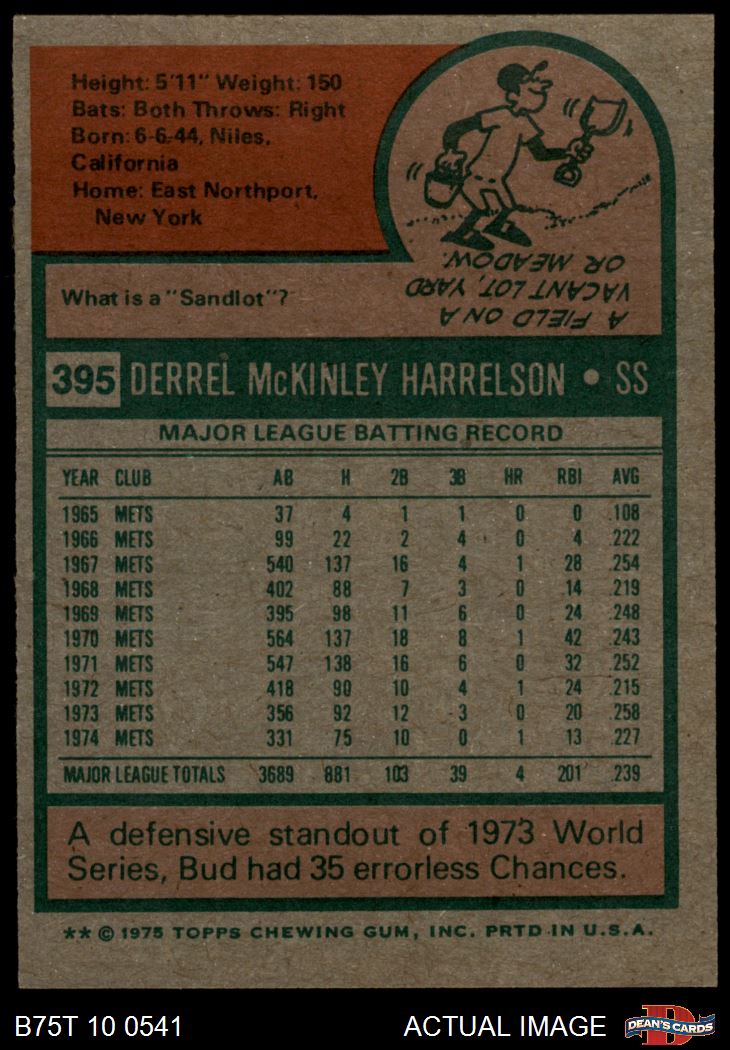 Height: 5'11" Weight: 150
Bats: Both Throws: Right
Born: 6-6-44, Niles,
California
Home: East Northport,
New York
What is a "Sandlot"?
A FIELD ON A
VACANT LOT, YARD
OR MEADOW.
395 DERREL McKINLEY HARRELSON • SS
MAJOR LEAGUE BATTING RECORD
YEAR CLUB AB H 2B 3B HR RBI AVG
1965 METS 37 4 1 1 0 0 .108
1966 METS 99 22 2 4 0 4 .222
1967 METS 540 137 16 4 1 28 .254
1968 METS 402 88 7 3 0 14 .219
1969 METS 395 98 11 6 0 24 .248
1970 METS 564 137 18 8 1 42 .243
1971 METS 547 138 16 6 0 32 .252
1972 METS 418 90 10 4 1 24 .215
1973 METS 356 92 12 3 0 20 .258
1974 METS 331 75 10 0 1 13 .227
MAJOR LEAGUE TOTALS 3689 881 103 39 4 201 .239
A defensive standout of 1973 World
Series, Bud had 35 errorless Chances.
** © 1975 TOPPS CHEWING GUM, INC. PRTD IN U.S.A.
B75T 10 0541 ACTUAL IMAGE
D
DEAN'S CARDS